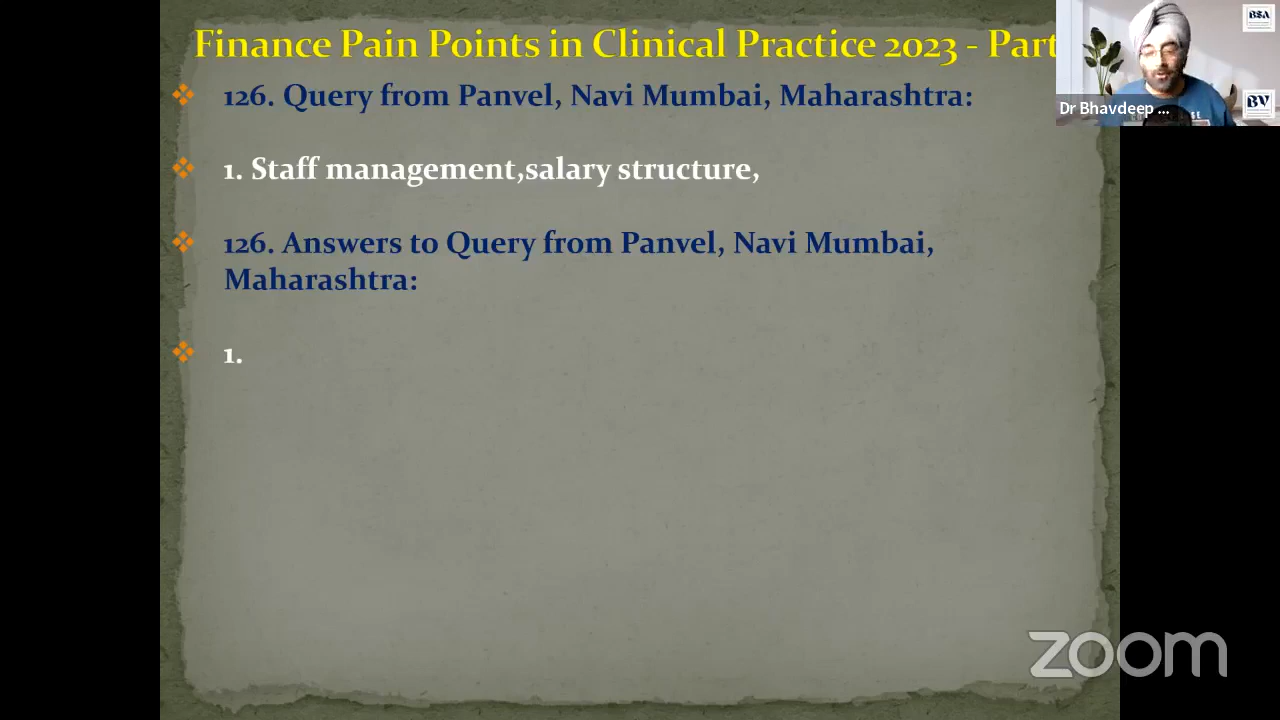 Finance Pain Points in Clinical Practice 2023 - Part
126. Query from Panvel, Navi Mumbai, Maharashtra:
1. Staff management,salary structure,
126. Answers to Query from Panvel, Navi Mumbai,
Maharashtra:
1.
Dr Bhavdeep ...
BSA
BV
zoom